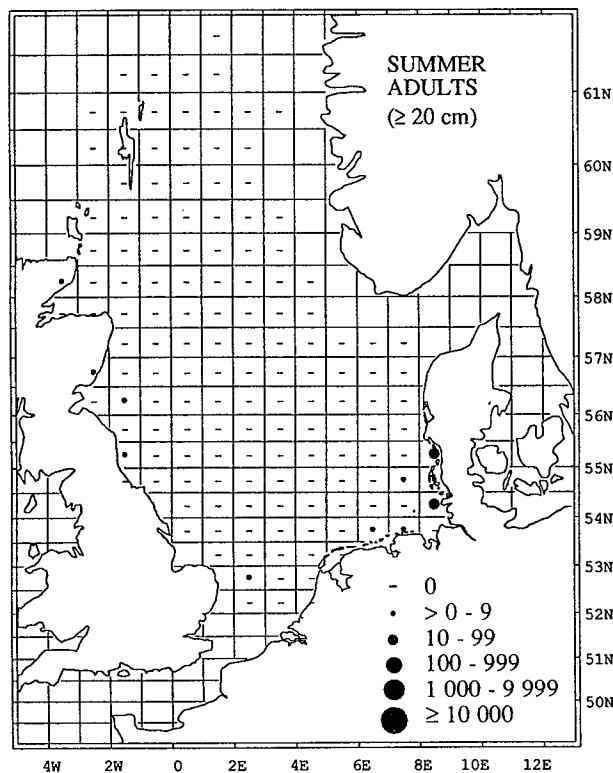 SUMMER
ADULTS
(≥ 20 cm)
61N
60N
59N
58N
57N
56N
55N
54N
53N
52N
51N
50N
- 0
> 0 - 9
10 - 99
100 - 999
1 000 - 9 999
≥ 10 000
4W 2W 0 2E 4E 6E 8E 10E 12E